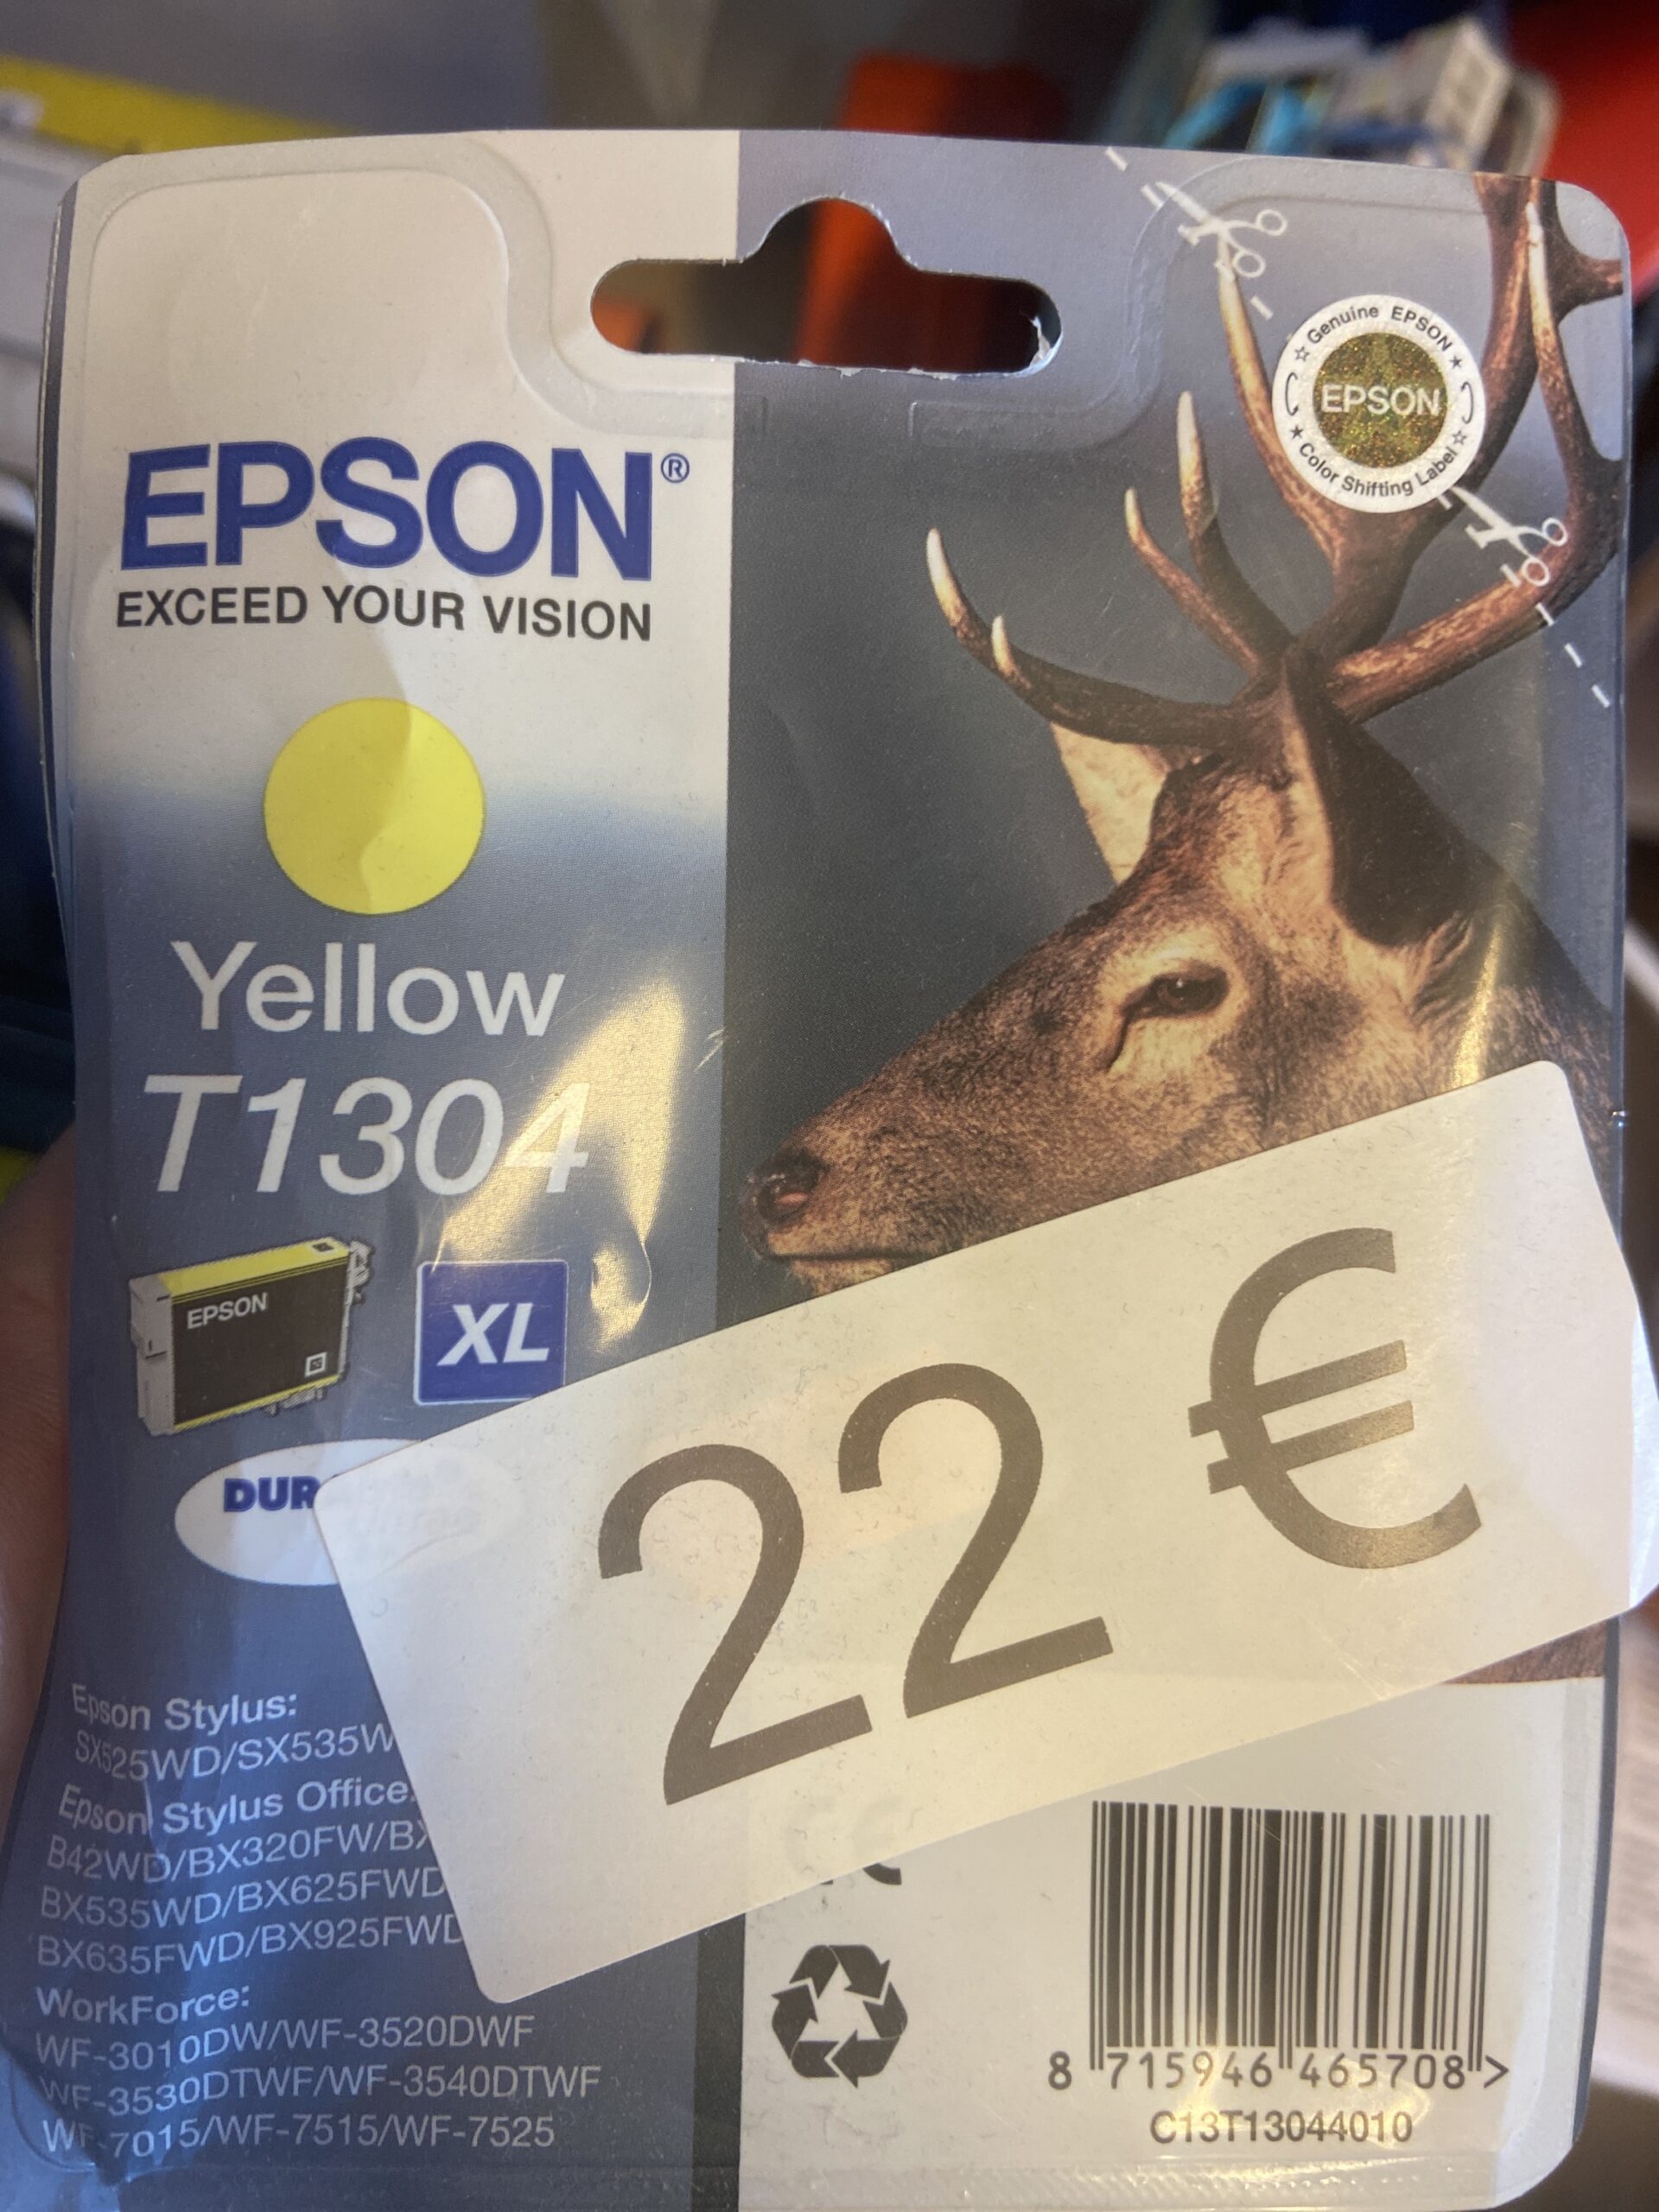 EPSON®
EXCEED YOUR VISION
Genuine EPSON
EPSON
Color Shifting Label
Yellow
T1304
EPSON
XL
22 €
Epson Stylus:
SX525WD/SX535W
Epson Stylus Office:
B42WD/BX320FW/BX
BX535WD/BX625FWD
BX635FWD/BX925FWD
WorkForce:
WF-3010DW/WF-3520DWF
WF-3530DTWF/WF-3540DTWF
WF-7015/WF-7515/WF-7525
8 715946 465708 >
C13T13044010